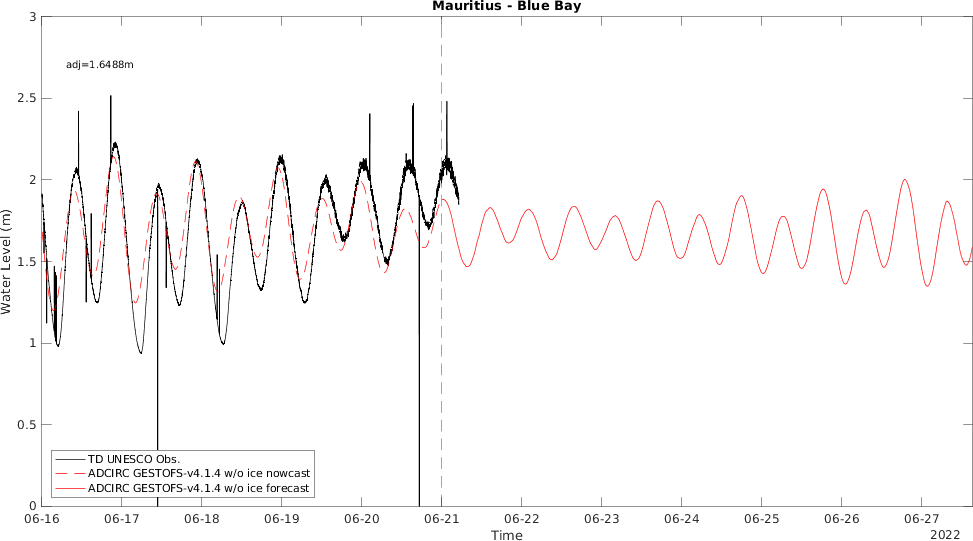 Mauritius - Blue Bay
3
adj=1.6488m
2.5
2
Water Level (m)
1.5
1
0.5
TD UNESCO Obs.
ADCIRC GESTOFS-v4.1.4 w/o ice nowcast
ADCIRC GESTOFS-v4.1.4 w/o ice forecast
0
06-16 06-17 06-18 06-19 06-20 06-21 06-22 06-23 06-24 06-25 06-26 06-27
Time
2022